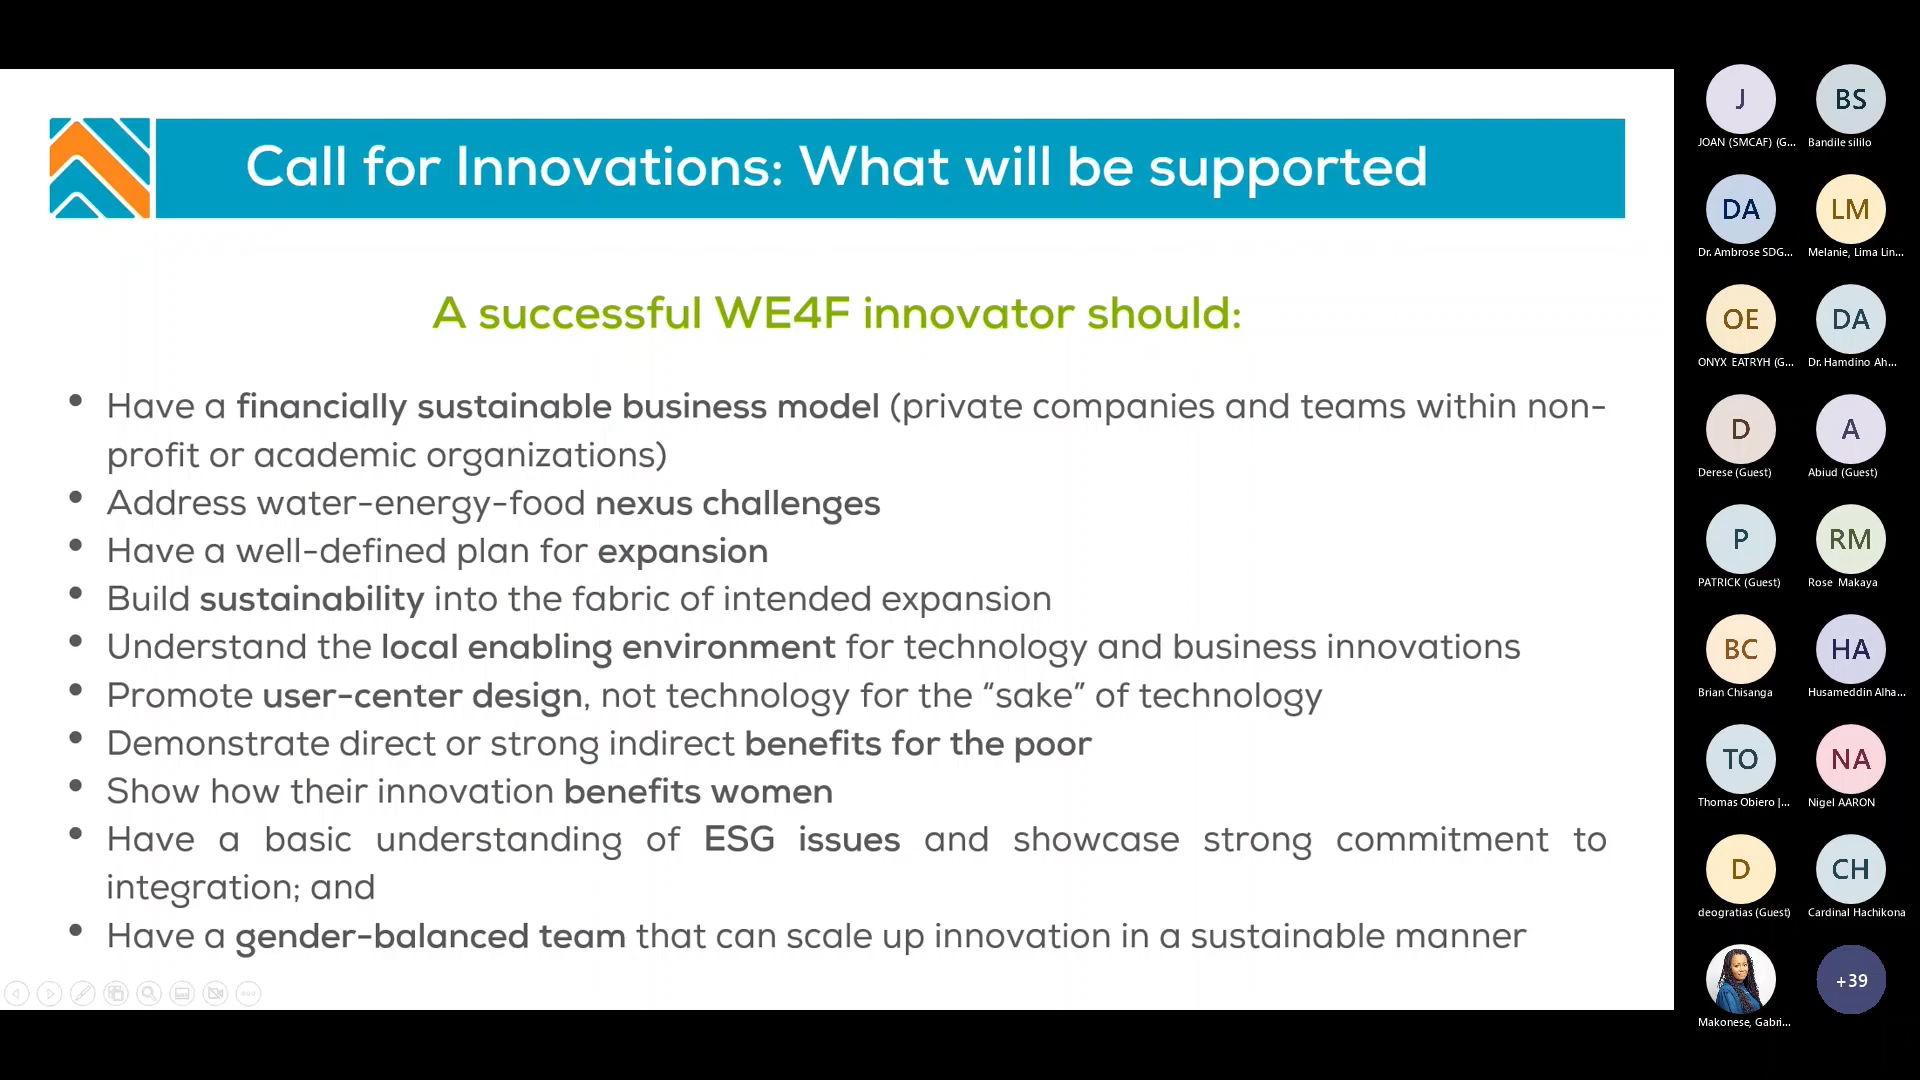 Call for Innovations: What will be supported
A successful WE4F innovator should:
• Have a financially sustainable business model (private companies and teams within non-
profit or academic organizations)
• Address water-energy-food nexus challenges
• Have a well-defined plan for expansion
• Build sustainability into the fabric of intended expansion
• Understand the local enabling environment for technology and business innovations
• Promote user-center design, not technology for the “sake” of technology
• Demonstrate direct or strong indirect benefits for the poor
• Show how their innovation benefits women
• Have a basic understanding of ESG issues and showcase strong commitment to
integration; and
• Have a gender-balanced team that can scale up innovation in a sustainable manner
J
BS
JOAN (SMCAF) (G...
Bandile sililo
DA
LM
Dr. Ambrose SDG...
Melanie, Lima Lin...
OE
DA
ONYX EATRYH (G...
Dr. Hamdino Ah...
D
A
Derese (Guest)
Abiud (Guest)
P
RM
PATRICK (Guest)
Rose Makaya
BC
HA
Brian Chisanga
Husameddin Alha...
TO
NA
Thomas Obiero |...
Nigel AARON
D
CH
deogratias (Guest)
Cardinal Hachikona
+39
Makonese, Gabri...